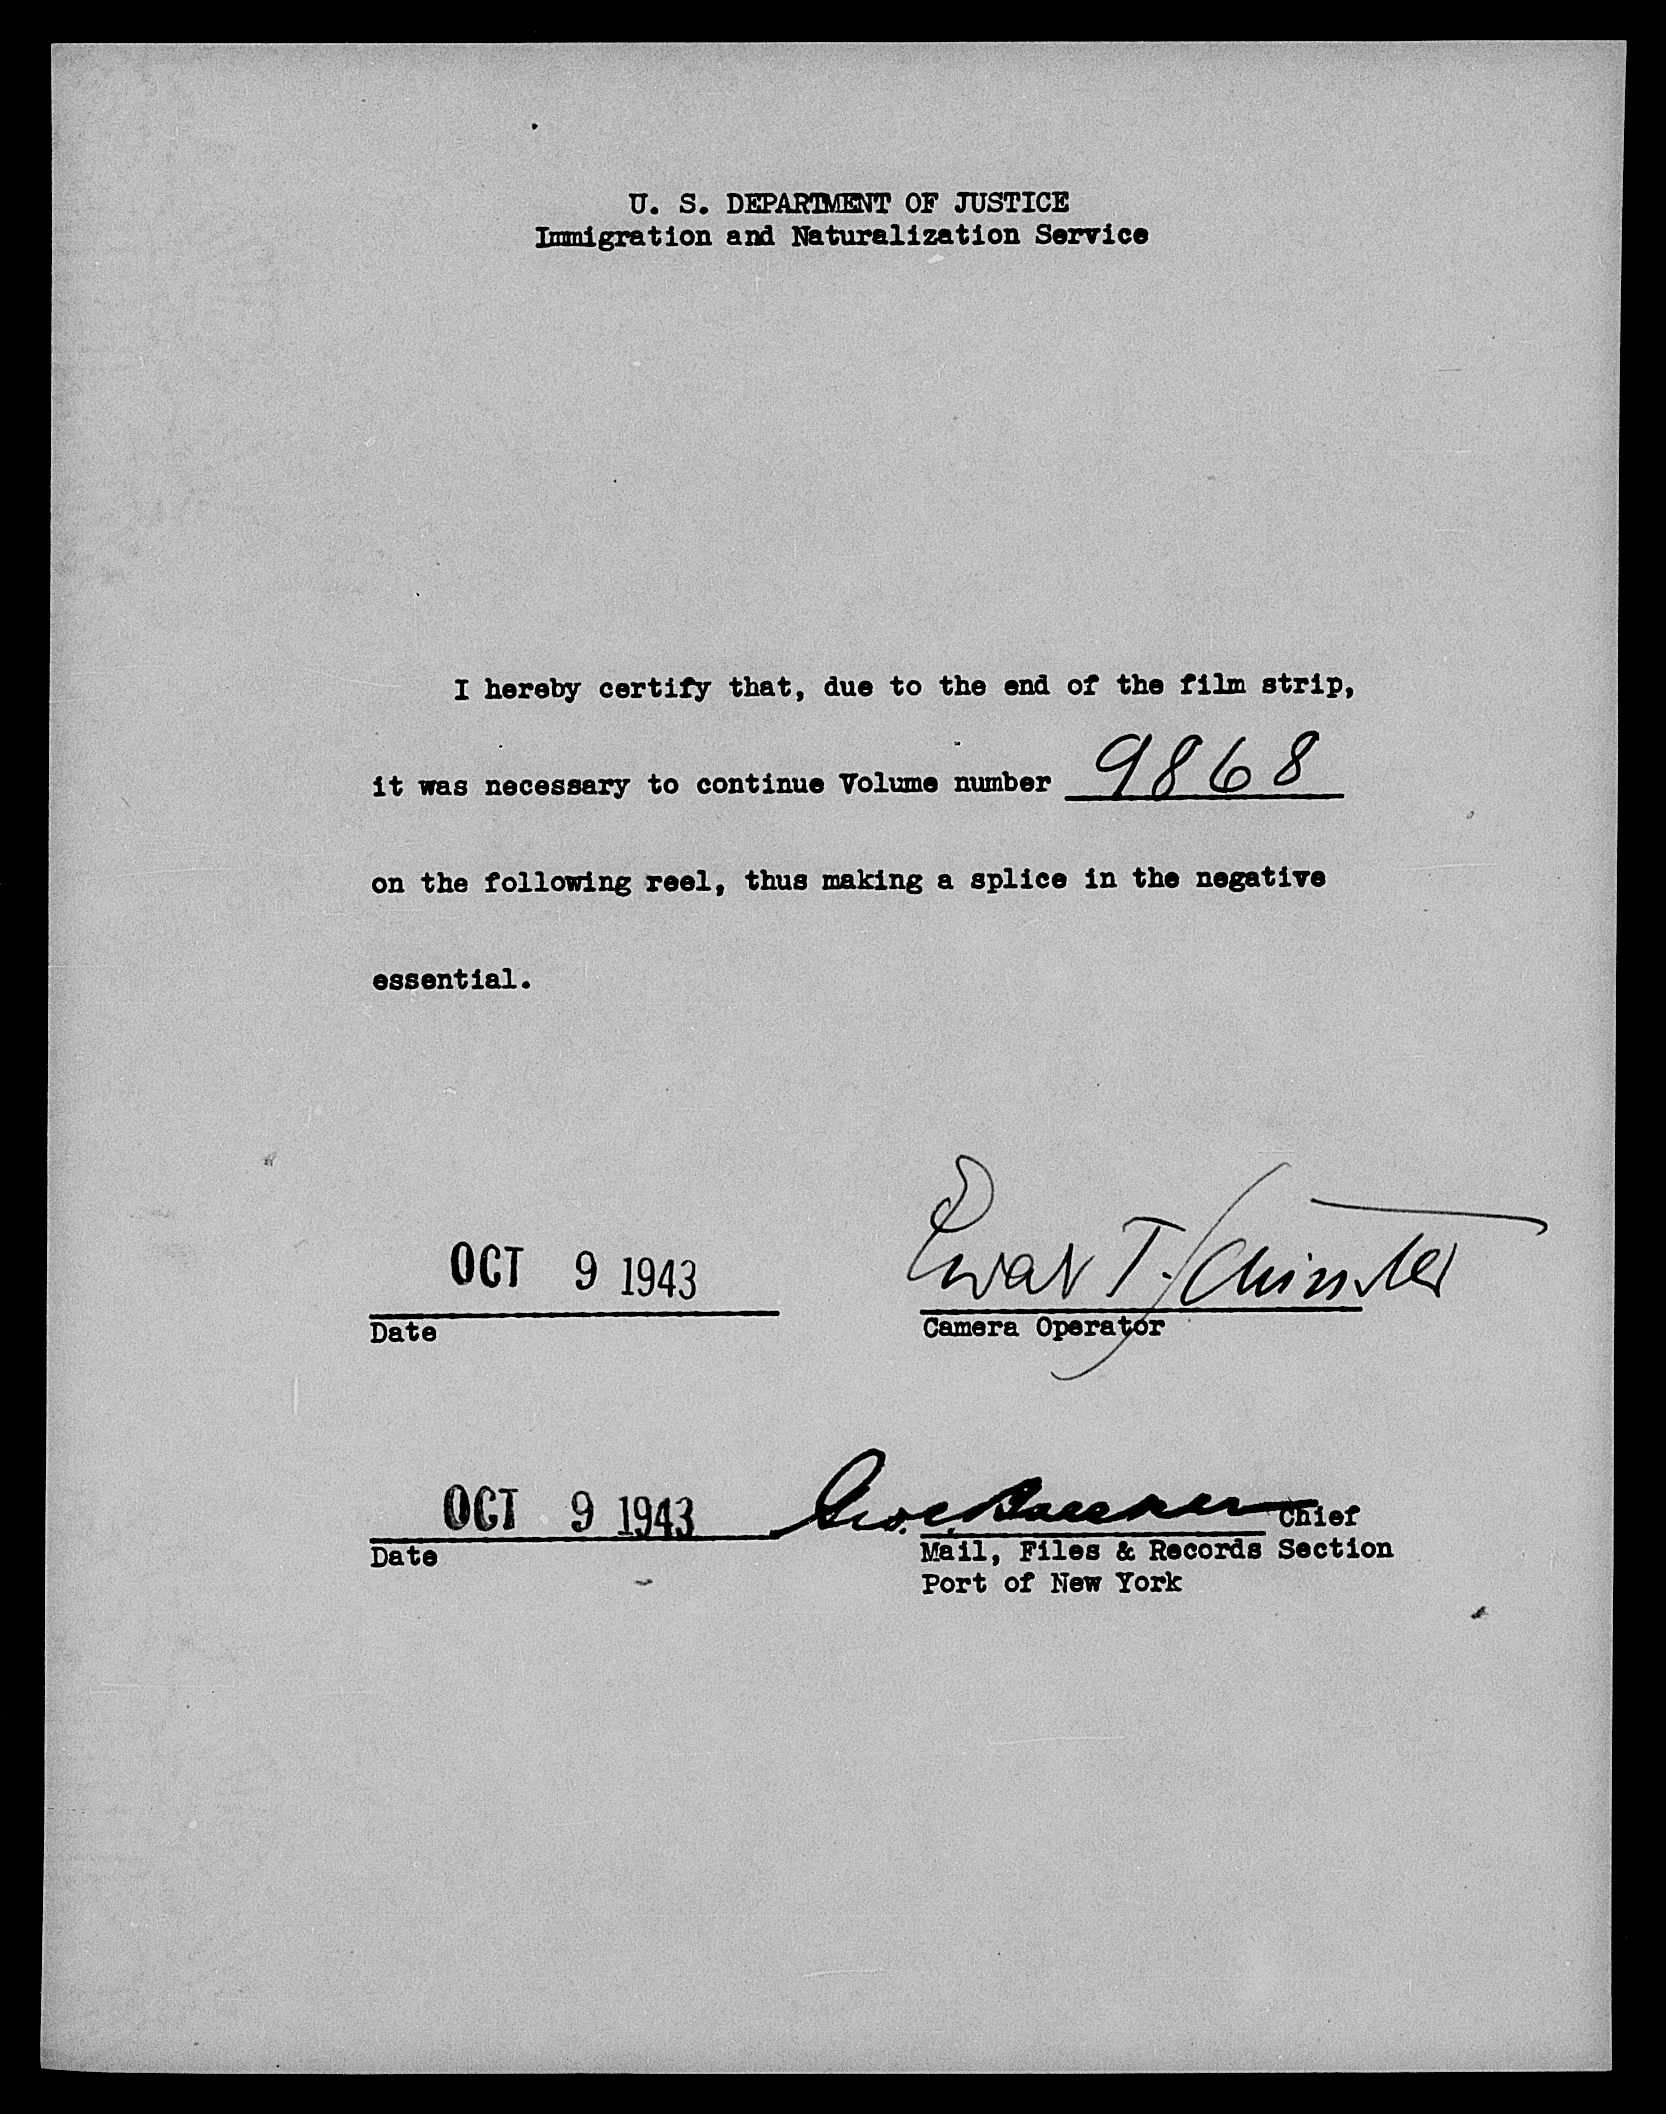 U. S. DEPARTMENT OF JUSTICE
Immigration and Naturalization Service
I hereby certify that, due to the end of the film strip,
it was necessary to continue Volume number 9868
on the following reel, thus making a splice in the negative
essential.
OCT 9 1943
Date
T.
Camera Operator
OCT 9 1943
Date
Chief
Mail, Files & Records Section
Port of New York